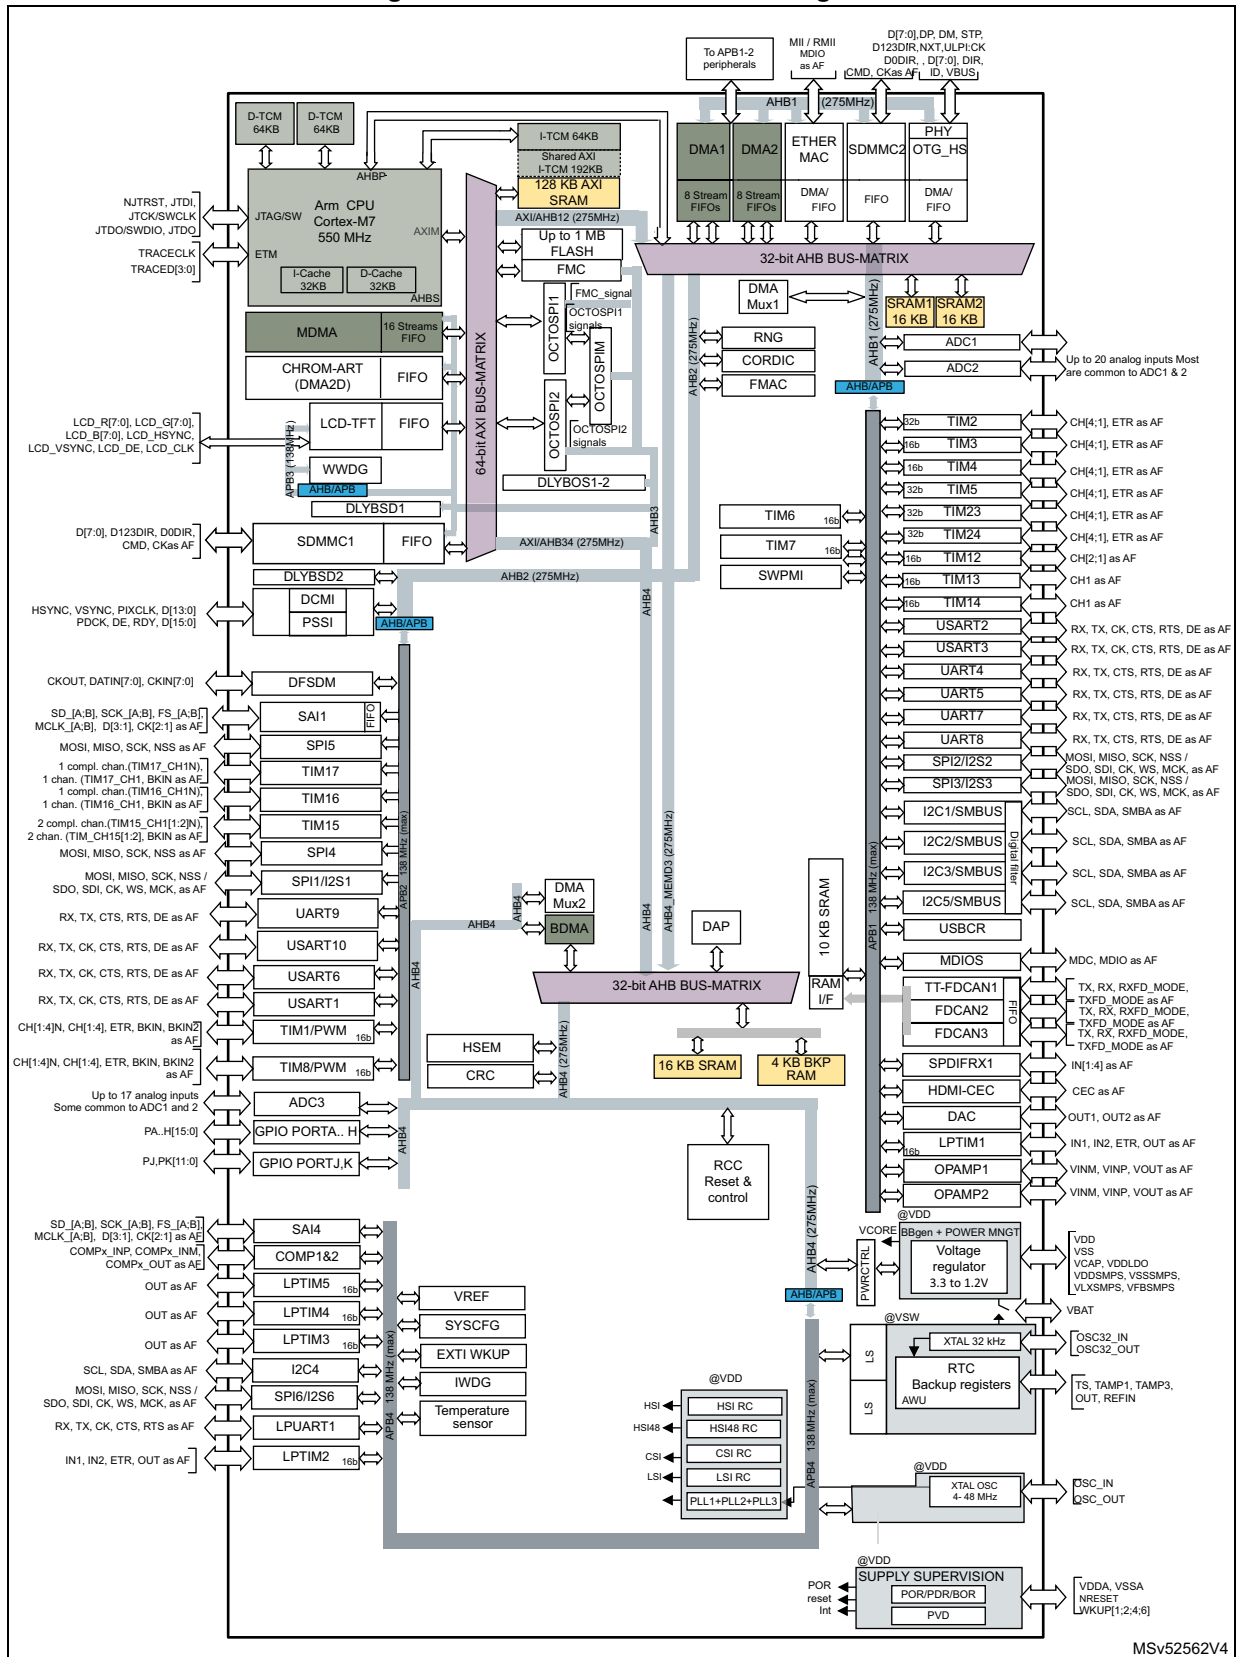 To APB1-2
peripherals
MII / RMII
MDIO
as AF
D[7:0],DP, DM, STP,
D123DIR,NXT,ULPI:CK
D0DIR, , D[7:0], DIR,
CMD, CKas AF ID, VBUS
AHB1 (275MHz)
D-TCM
64KB
D-TCM
64KB
I-TCM 64KB
Shared AXI
I-TCM 192KB
128 KB AXI
SRAM
AHBP
Arm CPU
Cortex-M7
550 MHz
JTAG/SW
ETM
AXIM
I-Cache
32KB
D-Cache
32KB
AHBS
NJTRST, JTDI,
JTCK/SWCLK
JTDO/SWDIO, JTDO
TRACECLK
TRACED[3:0]
DMA1
DMA2
ETHER
MAC
SDMMC2
PHY
OTG_HS
8 Stream
FIFOs
8 Stream
FIFOs
DMA/
FIFO
FIFO
DMA/
FIFO
AXI/AHB12 (275MHz)
Up to 1 MB
FLASH
FMC
FMC_signal
32-bit AHB BUS-MATRIX
DMA
Mux1
SRAM1
16 KB
SRAM2
16 KB
AHB1 (275MHz)
ADC1
ADC2
Up to 20 analog inputs Most
are common to ADC1 & 2
AHB/APB
MDMA
16 Streams
FIFO
CHROM-ART
(DMA2D)
FIFO
LCD-TFT
FIFO
64-bit AXI BUS-MATRIX
OCTOSPI1
OCTOSPI1
signals
OCTOSPIM
OCTOSPI2
OCTOSPI2
signals
RNG
CORDIC
FMAC
AHB2 (275MHz)
LCD_R[7:0], LCD_G[7:0],
LCD_B[7:0], LCD_HSYNC,
LCD_VSYNC, LCD_DE, LCD_CLK
APB3 (138MHz)
WWDG
AHB/APB
DLYBOS1-2
DLYBSD1
AHB3
D[7:0], D123DIR, D0DIR,
CMD, CKas AF
SDMMC1
FIFO
AXI/AHB34 (275MHz)
DLYBSD2
AHB2 (275MHz)
HSYNC, VSYNC, PIXCLK, D[13:0]
PDCK, DE, RDY, D[15:0]
DCMI
PSSI
AHB/APB
AHB4
32b TIM2 CH[4;1], ETR as AF
16b TIM3 CH[4;1], ETR as AF
16b TIM4 CH[4;1], ETR as AF
32b TIM5 CH[4;1], ETR as AF
32b TIM23 CH[4;1], ETR as AF
32b TIM24 CH[4;1], ETR as AF
16b TIM12 CH[2;1] as AF
16b TIM13 CH1 as AF
16b TIM14 CH1 as AF
TIM6 16b
TIM7 16b
SWPMI
USART2 RX, TX, CK, CTS, RTS, DE as AF
USART3 RX, TX, CK, CTS, RTS, DE as AF
UART4 RX, TX, CTS, RTS, DE as AF
UART5 RX, TX, CTS, RTS, DE as AF
UART7 RX, TX, CTS, RTS, DE as AF
UART8 RX, TX, CTS, RTS, DE as AF
SPI2/I2S2 MOSI, MISO, SCK, NSS /
SDO, SDI, CK, WS, MCK, as AF
SPI3/I2S3 MOSI, MISO, SCK, NSS /
SDO, SDI, CK, WS, MCK, as AF
I2C1/SMBUS SCL, SDA, SMBA as AF
I2C2/SMBUS SCL, SDA, SMBA as AF
I2C3/SMBUS SCL, SDA, SMBA as AF
I2C5/SMBUS SCL, SDA, SMBA as AF
Digital filter
APB1 138 MHz (max)
USBCR
MDIOS MDC, MDIO as AF
10 KB SRAM
RAM
I/F
TT-FDCAN1 TX, RX, RXFD_MODE,
TXFD_MODE as AF
FDCAN2 TX, RX, RXFD_MODE,
TXFD_MODE as AF
FDCAN3 TX, RX, RXFD_MODE,
TXFD_MODE as AF
FIFO
SPDIFRX1 IN[1:4] as AF
HDMI-CEC CEC as AF
DAC OUT1, OUT2 as AF
16b LPTIM1 IN1, IN2, ETR, OUT as AF
OPAMP1 VINM, VINP, VOUT as AF
OPAMP2 VINM, VINP, VOUT as AF
CKOUT, DATIN[7:0], CKIN[7:0] DFSDM
SD_[A;B], SCK_[A;B], FS_[A;B],
MCLK_[A;B], D[3:1], CK[2:1] as AF
SAI1 FIFO
MOSI, MISO, SCK, NSS as AF SPI5
1 compl. chan.(TIM17_CH1N),
1 chan. (TIM17_CH1, BKIN as AF
TIM17
1 compl. chan.(TIM16_CH1N),
1 chan. (TIM16_CH1, BKIN as AF
TIM16
2 compl. chan.(TIM15_CH1[1:2]N),
2 chan. (TIM_CH15[1:2], BKIN as AF
TIM15
MOSI, MISO, SCK, NSS as AF SPI4
MOSI, MISO, SCK, NSS /
SDO, SDI, CK, WS, MCK, as AF
SPI1/I2S1
RX, TX, CTS, RTS, DE as AF UART9
RX, TX, CK, CTS, RTS, DE as AF USART10
RX, TX, CK, CTS, RTS, DE as AF USART6
RX, TX, CK, CTS, RTS, DE as AF USART1
CH[1:4]N, CH[1:4], ETR, BKIN, BKIN2
as AF
TIM1/PWM 16b
CH[1:4]N, CH[1:4], ETR, BKIN, BKIN2
as AF
TIM8/PWM 16b
APB2 138 MHz (max)
AHB4
AHB4
AHB4
AHB4
AHB4_MEMD3 (275MHz)
DMA
Mux2
BDMA
DAP
32-bit AHB BUS-MATRIX
HSEM
CRC
AHB4 (275MHz)
16 KB SRAM
4 KB BKP
RAM
Up to 17 analog inputs
Some common to ADC1 and 2
ADC3
PA..H[15:0] GPIO PORTA.. H
PJ,PK[11:0] GPIO PORTJ,K
AHB4
RCC
Reset &
control
AHB4 (275MHz)
AHB/APB
SD_[A;B], SCK_[A;B], FS_[A;B],
MCLK_[A;B], D[3:1], CK[2:1] as AF
SAI4
COMPx_INP, COMPx_INM,
COMPx_OUT as AF
COMP1&2
OUT as AF LPTIM5 16b
OUT as AF LPTIM4 16b
OUT as AF LPTIM3 16b
SCL, SDA, SMBA as AF I2C4
MOSI, MISO, SCK, NSS /
SDO, SDI, CK, WS, MCK, as AF
SPI6/I2S6
RX, TX, CK, CTS, RTS as AF LPUART1
IN1, IN2, ETR, OUT as AF LPTIM2 16b
APB4 138 MHz (max)
VREF
SYSCFG
EXTI WKUP
IWDG
Temperature
sensor
@VDD
VCORE
BBgen + POWER MNGT
Voltage
regulator
3.3 to 1.2V
PWRCTRL
VDD
VSS
VCAP, VDDLDO
VDDSMPS, VSSSMPS,
VLXSMPS, VFBSMPS
VBAT
@VSW
LS
LS
XTAL 32 kHz
RTC
Backup registers
AWU
OSC32_IN
OSC32_OUT
TS, TAMP1, TAMP3,
OUT, REFIN
@VDD
HSI HSI RC
HSI48 HSI48 RC
CSI CSI RC
LSI LSI RC
PLL1+PLL2+PLL3
APB4 138 MHz (max)
@VDD
XTAL OSC
4- 48 MHz
OSC_IN
OSC_OUT
@VDD
SUPPLY SUPERVISION
POR
reset
Int
POR/PDR/BOR
PVD
VDDA, VSSA
NRESET
WKUP[1;2;4;6]
MSv52562V4